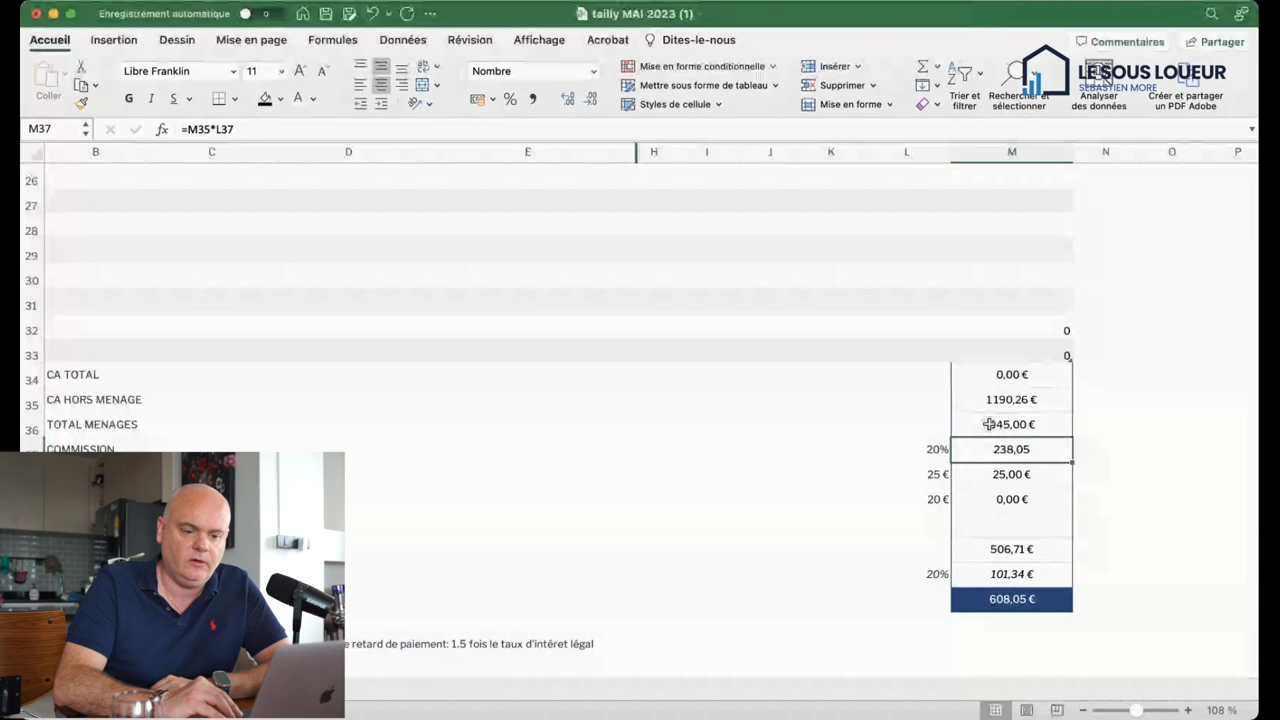 Enregistrement automatique
tailly MAI 2023 (1)
Accueil Insertion Dessin Mise en page Formules Données Révision Affichage Acrobat Dites-le-nous
Commentaires Partager
Coller
Libre Franklin 11
G I S
Nombre
Mise en forme conditionnelle
Mettre sous forme de tableau
Styles de cellule
Insérer
Supprimer
Mise en forme
Trier et filtrer
Rechercher et sélectionner
Analyser des données
Créer et partager un PDF Adobe
LE SOUS LOUEUR
SEBASTIEN MORE
M37 fx =M35*L37
B C D E H I J K L M N O P
26
27
28
29
30
31
32 0
33 0
34 CA TOTAL 0,00 €
35 CA HORS MENAGE 1190,26 €
36 TOTAL MENAGES 45,00 €
COMMISSION 20% 238,05
25 € 25,00 €
20 € 0,00 €
506,71 €
20% 101,34 €
608,05 €
e retard de paiement: 1.5 fois le taux d'intéret légal
108 %